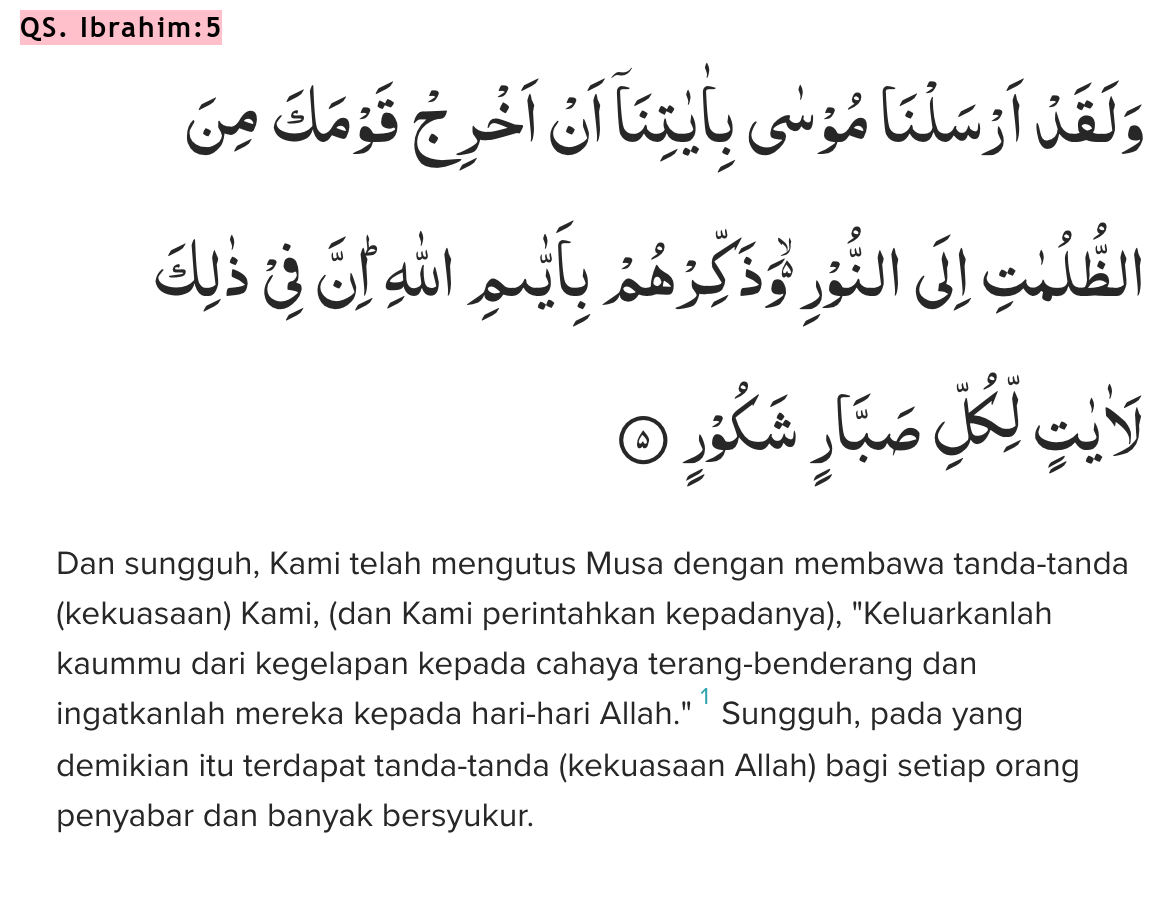 QS. Ibrahim:5
وَلَقَدْ اَرْسَلْنَا مُوْسٰى بِاٰيٰتِنَآ اَنْ اَخْرِجْ قَوْمَكَ مِنَ
الظُّلُمٰتِ اِلَى النُّوْرِ ەۙ وَذَكِّرْهُمْ بِاَيّٰىمِ اللّٰهِ ۗاِنَّ فِيْ ذٰلِكَ
لَاٰيٰتٍ لِّكُلِّ صَبَّارٍ شَكُوْرٍ ۝٥
Dan sungguh, Kami telah mengutus Musa dengan membawa tanda-tanda
(kekuasaan) Kami, (dan Kami perintahkan kepadanya), "Keluarkanlah
kaummu dari kegelapan kepada cahaya terang-benderang dan
ingatkanlah mereka kepada hari-hari Allah." 1 Sungguh, pada yang
demikian itu terdapat tanda-tanda (kekuasaan Allah) bagi setiap orang
penyabar dan banyak bersyukur.